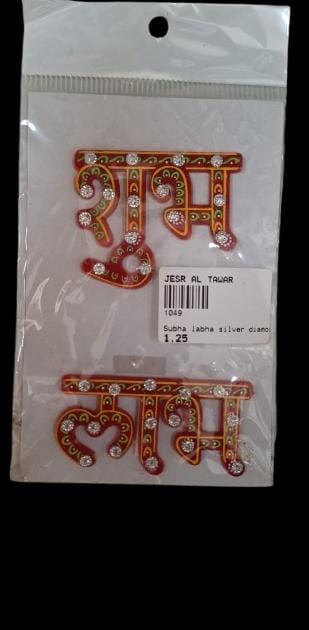 शुभ
JESR AL TAWAR
1049
Subha labha silver diamo
1.25
लाभ